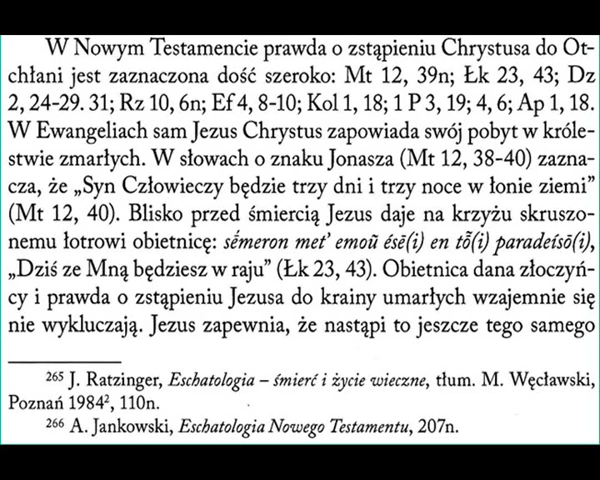 W Nowym Testamencie prawda o zstąpieniu Chrystusa do Ot-
chłani jest zaznaczona dość szeroko: Mt 12, 39n; Łk 23, 43; Dz
2, 24-29. 31; Rz 10, 6n; Ef 4, 8-10; Kol 1, 18; 1 P 3, 19; 4, 6; Ap 1, 18.
W Ewangeliach sam Jezus Chrystus zapowiada swój pobyt w króle-
stwie zmarłych. W słowach o znaku Jonasza (Mt 12, 38-40) zazna-
cza, że „Syn Człowieczy będzie trzy dni i trzy noce w łonie ziemi”
(Mt 12, 40). Blisko przed śmiercią Jezus daje na krzyżu skruszo-
nemu łotrowi obietnicę: sḗmeron met’ emoũ ésē(i) en tō̃(i) paradeísō(i),
„Dziś ze Mną będziesz w raju” (Łk 23, 43). Obietnica dana złoczyń-
cy i prawda o zstąpieniu Jezusa do krainy umarłych wzajemnie się
nie wykluczają. Jezus zapewnia, że nastąpi to jeszcze tego samego
265 J. Ratzinger, Eschatologia – śmierć i życie wieczne, tłum. M. Węcławski,
Poznań 1984², 110n.
266 A. Jankowski, Eschatologia Nowego Testamentu, 207n.